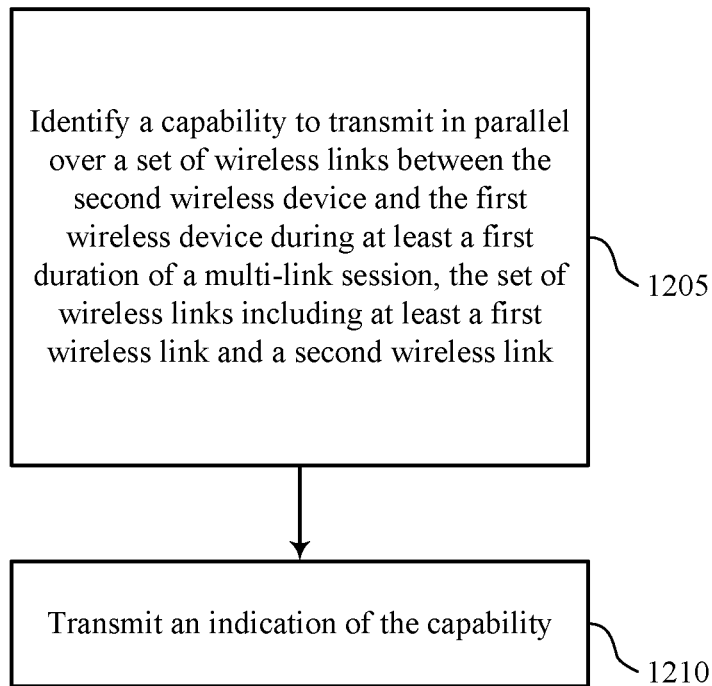 Identify a capability to transmit in parallel
over a set of wireless links between the
second wireless device and the first
wireless device during at least a first
duration of a multi-link session, the set of
wireless links including at least a first
wireless link and a second wireless link
1205
Transmit an indication of the capability
1210